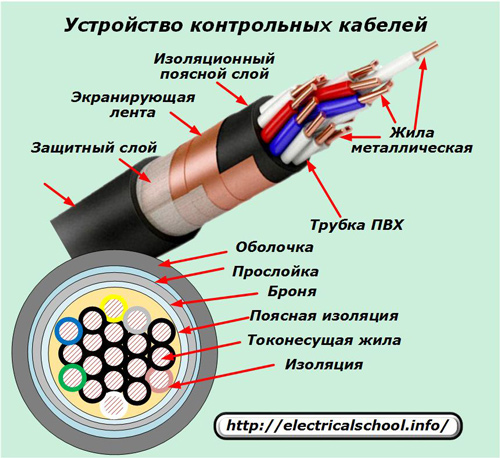 Устройство контрольных кабелей
Изоляционный
поясной слой
Экранирующая
лента
Защитный слой
Жила
металлическая
Трубка ПВХ
Оболочка
Прослойка
Броня
Поясная изоляция
Токонесущая жила
Изоляция
http://electricalschool.info/